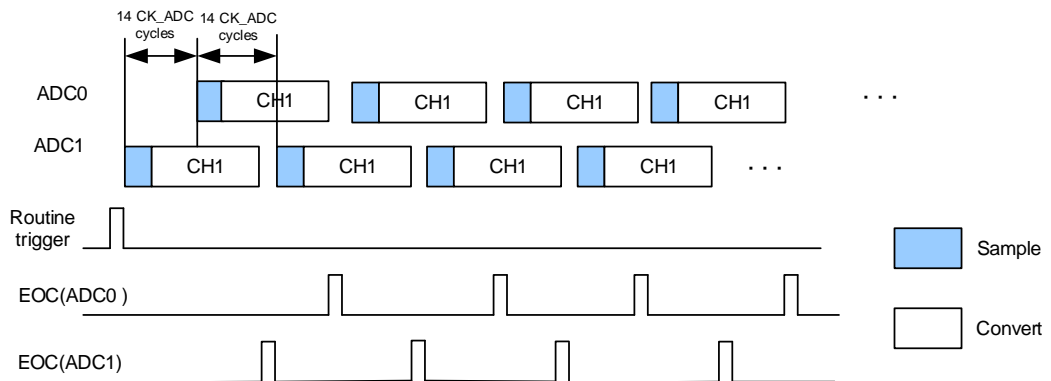 14 CK_ADC cycles
14 CK_ADC cycles
ADC0
CH1
CH1
CH1
CH1
. . .
ADC1
CH1
CH1
CH1
CH1
. . .
Routine
trigger
Sample
EOC(ADC0 )
Convert
EOC(ADC1)